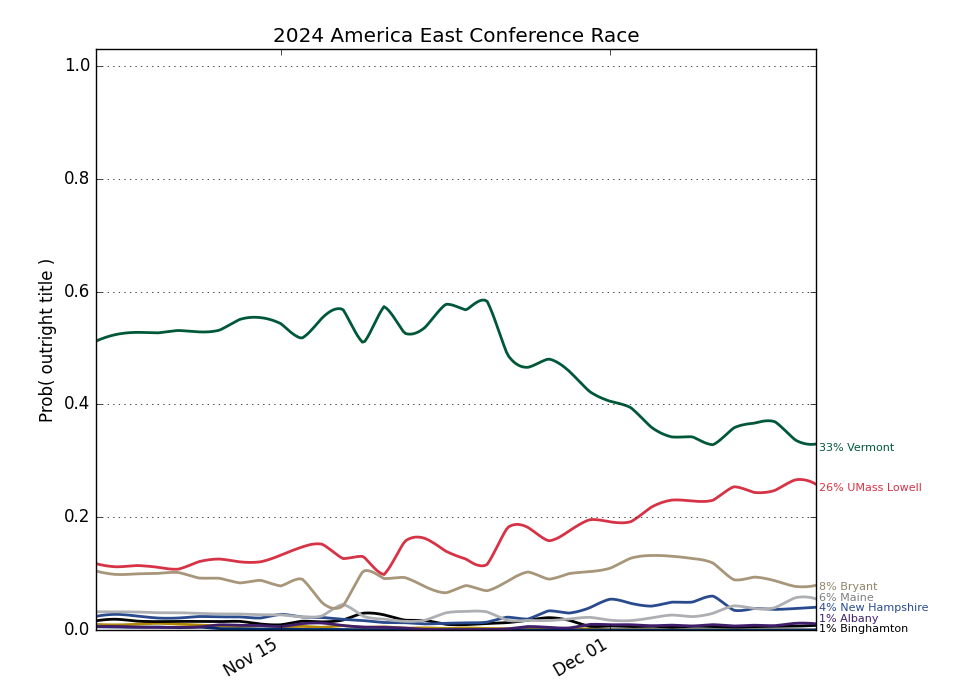 2024 America East Conference Race
Prob( outright title )
1.0
0.8
0.6
0.4
0.2
0.0
Nov 15
Dec 01
33% Vermont
26% UMass Lowell
8% Bryant
6% Maine
4% New Hampshire
1% Albany
1% Binghamton